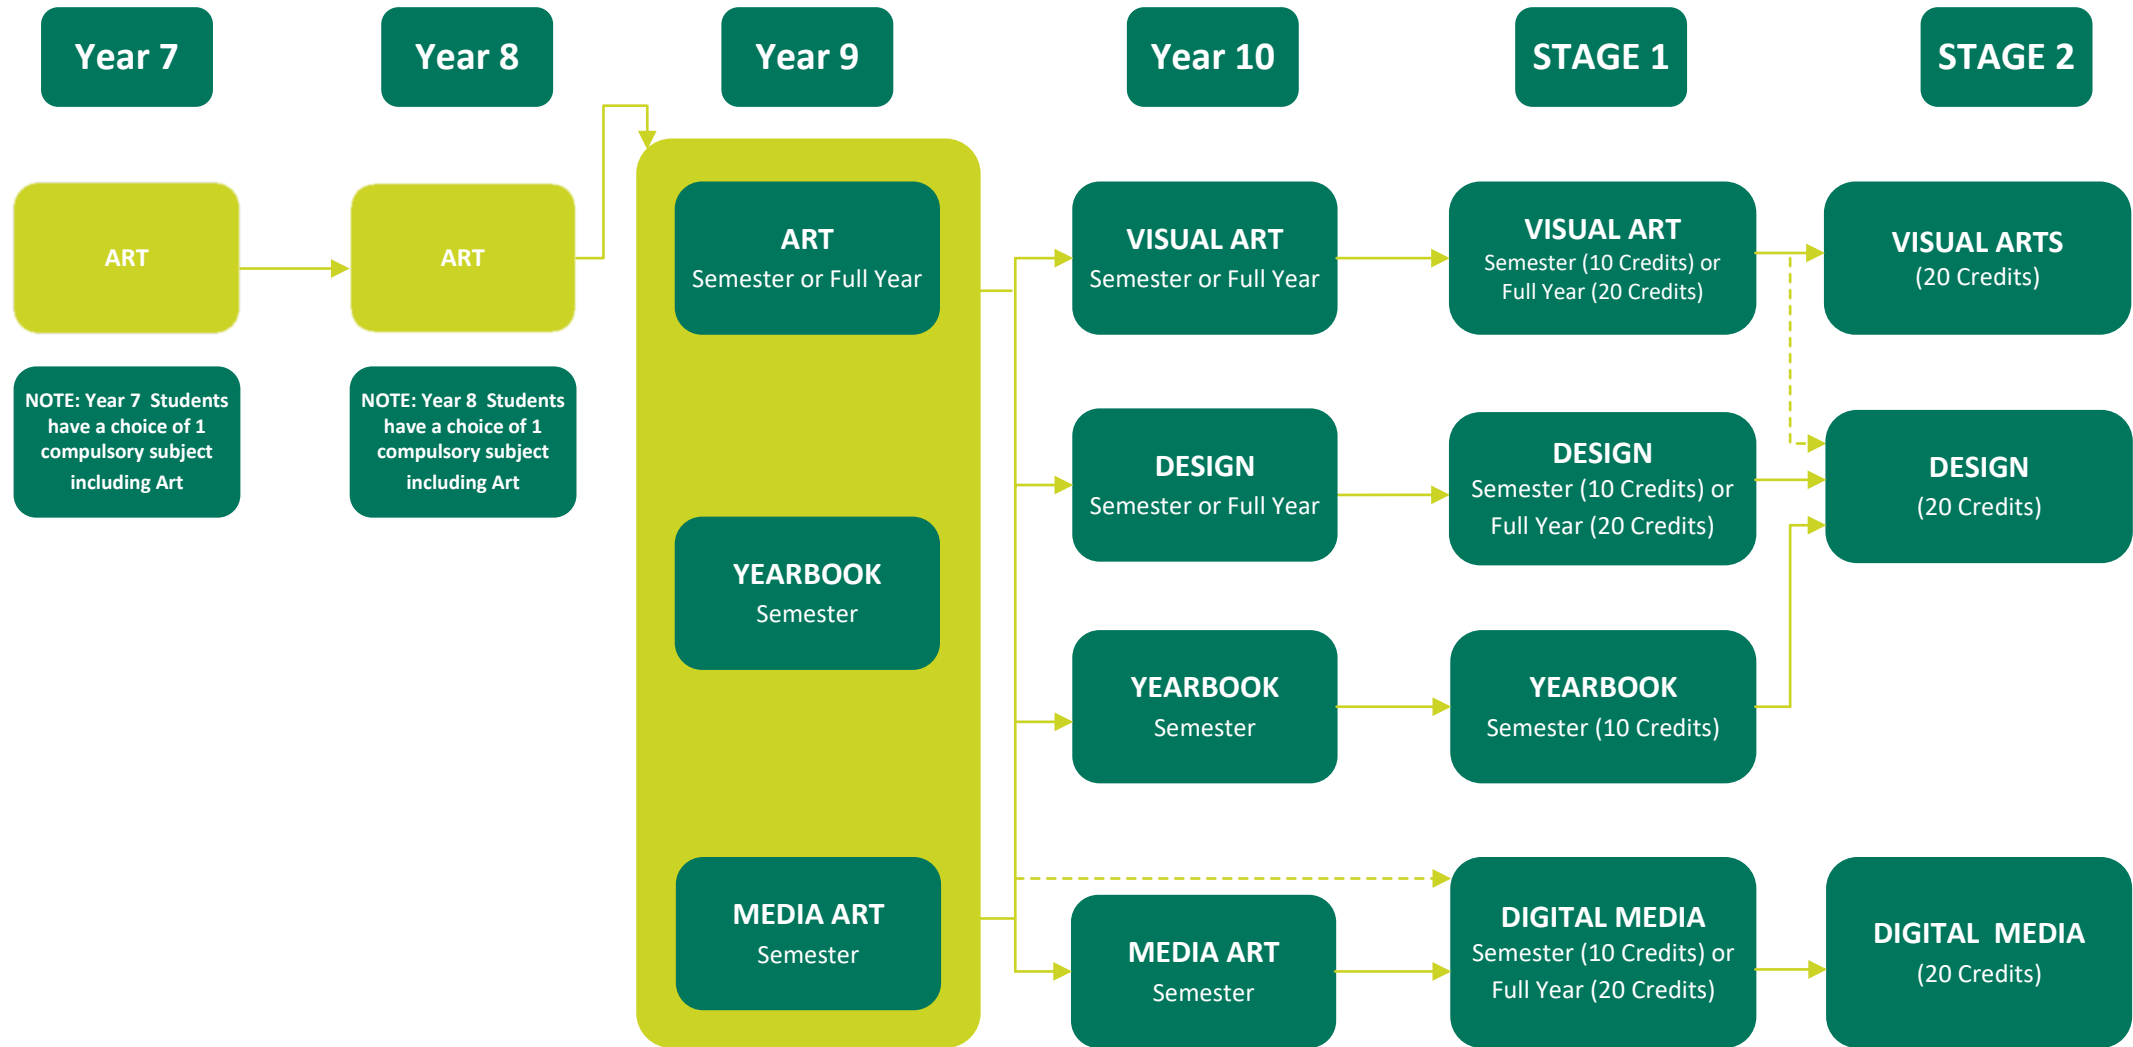 Year 7
Year 8
Year 9
Year 10
STAGE 1
STAGE 2
ART
NOTE: Year 7  Students
have a choice of 1
compulsory subject
including Art
ART
NOTE: Year 8  Students
have a choice of 1
compulsory subject
including Art
ART
Semester or Full Year
YEARBOOK
Semester
MEDIA ART
Semester
VISUAL ART
Semester or Full Year
DESIGN
Semester or Full Year
YEARBOOK
Semester
MEDIA ART
Semester
VISUAL ART
Semester (10 Credits) or
Full Year (20 Credits)
DESIGN
Semester (10 Credits) or
Full Year (20 Credits)
YEARBOOK
Semester (10 Credits)
DIGITAL MEDIA
Semester (10 Credits) or
Full Year (20 Credits)
VISUAL ARTS
(20 Credits)
DESIGN
(20 Credits)
DIGITAL  MEDIA
(20 Credits)